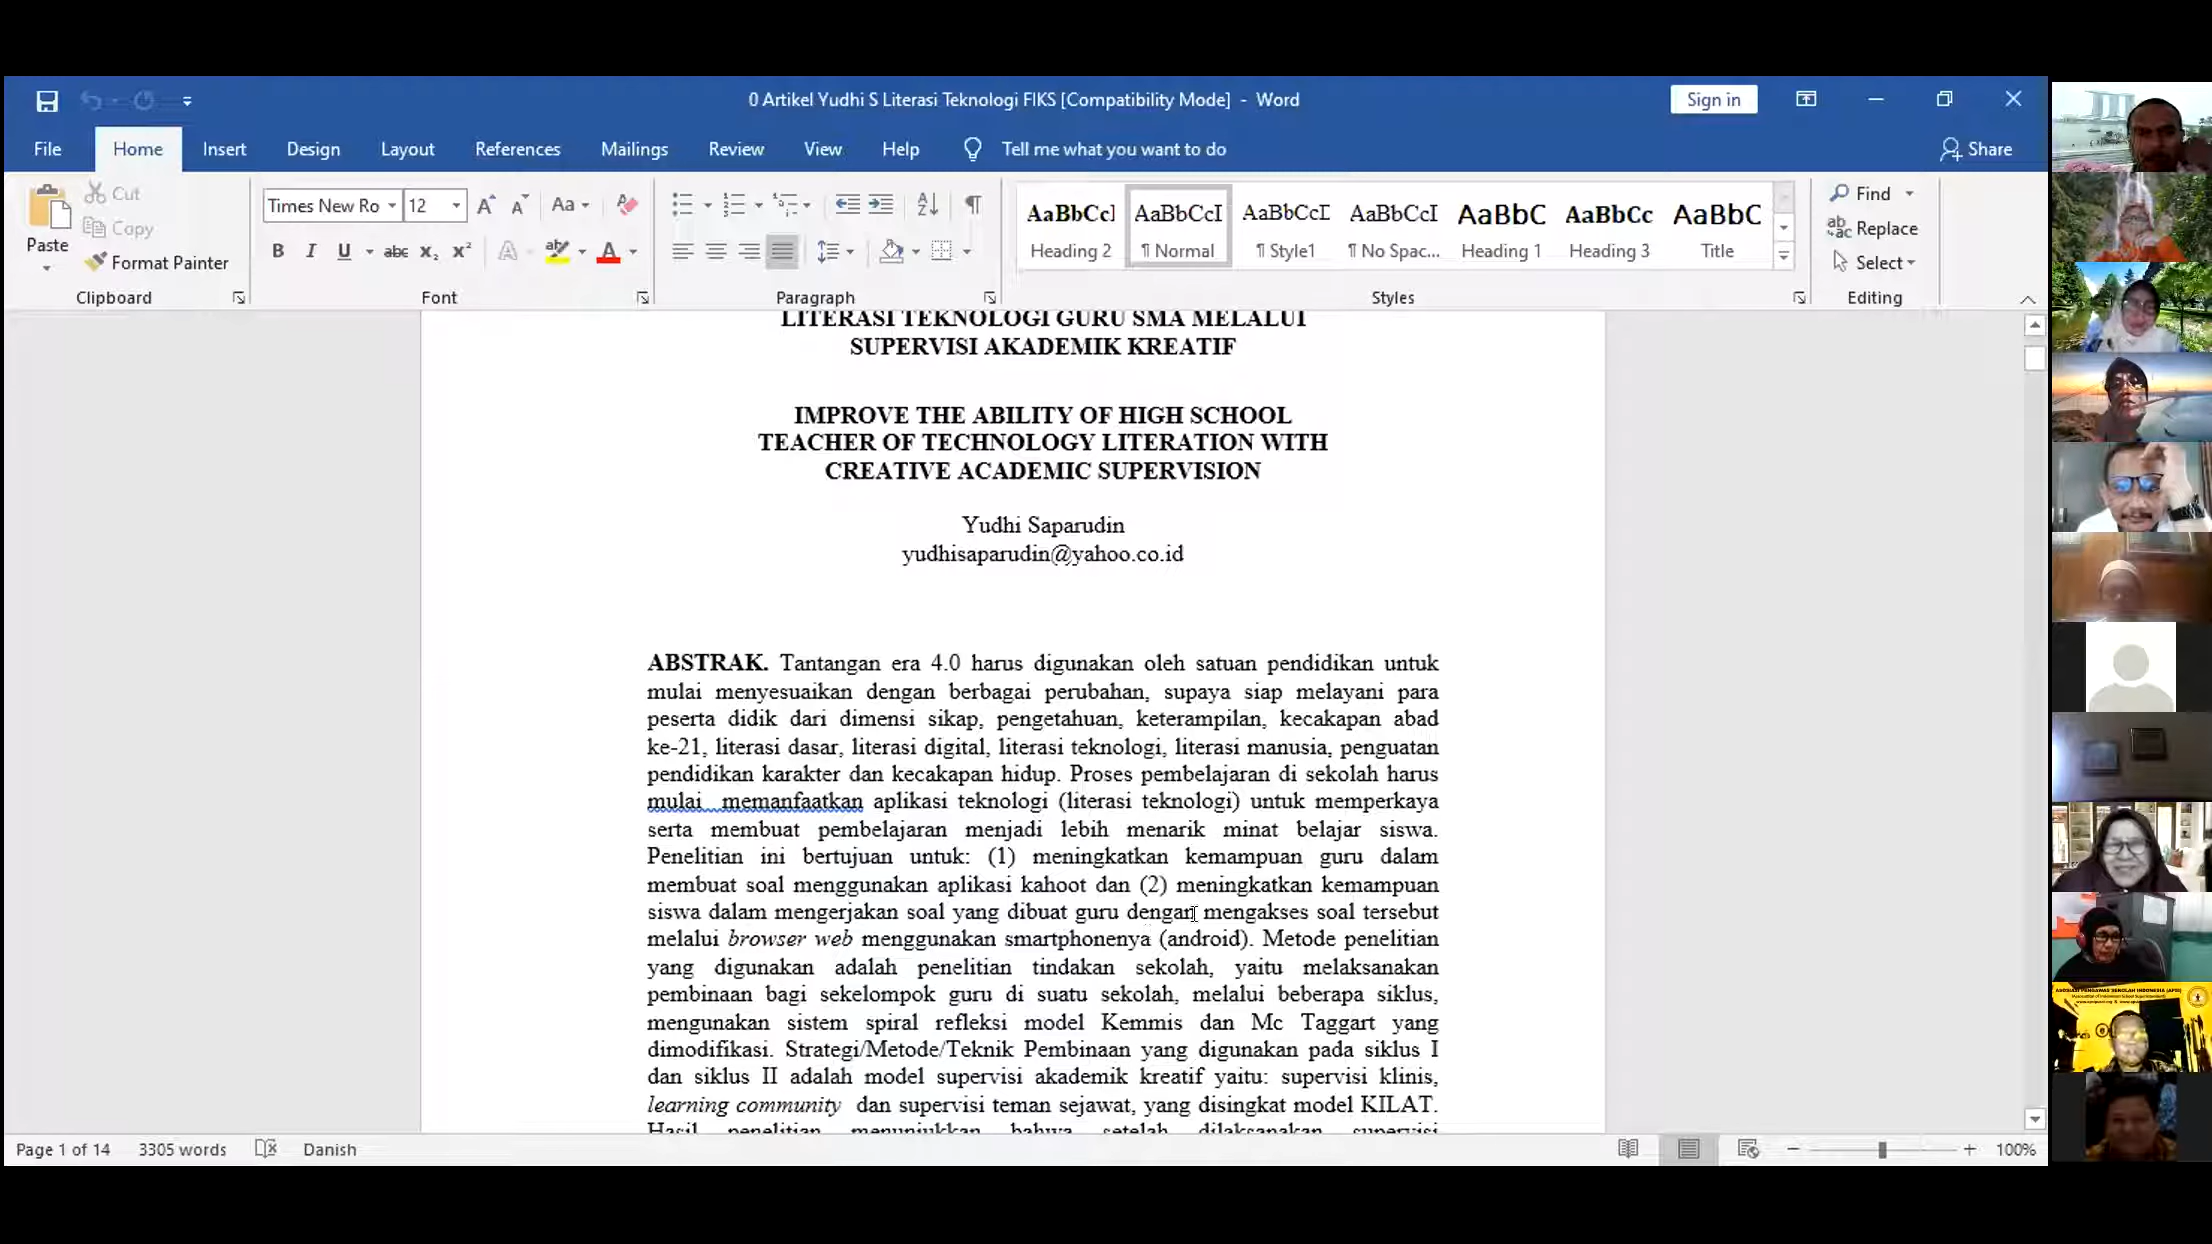 0 Artikel Yudhi S Literasi Teknologi FIKS [Compatibility Mode] - Word
Sign in
File Home Insert Design Layout References Mailings Review View Help Tell me what you want to do Share
Paste
Cut
Copy
Format Painter
Clipboard
Times New Ro 12
Font
Paragraph
AaBbCcI Heading 2
AaBbCcI ¶ Normal
AaBbCcI ¶ Style1
AaBbCcI ¶ No Spac...
AaBbC Heading 1
AaBbCc Heading 3
AaBbC Title
Styles
Find
Replace
Select
Editing
LITERASI TEKNOLOGI GURU SMA MELALUI
SUPERVISI AKADEMIK KREATIF
IMPROVE THE ABILITY OF HIGH SCHOOL
TEACHER OF TECHNOLOGY LITERATION WITH
CREATIVE ACADEMIC SUPERVISION
Yudhi Saparudin
yudhisaparudin@yahoo.co.id
ABSTRAK. Tantangan era 4.0 harus digunakan oleh satuan pendidikan untuk
mulai menyesuaikan dengan berbagai perubahan, supaya siap melayani para
peserta didik dari dimensi sikap, pengetahuan, keterampilan, kecakapan abad
ke-21, literasi dasar, literasi digital, literasi teknologi, literasi manusia, penguatan
pendidikan karakter dan kecakapan hidup. Proses pembelajaran di sekolah harus
mulai memanfaatkan aplikasi teknologi (literasi teknologi) untuk memperkaya
serta membuat pembelajaran menjadi lebih menarik minat belajar siswa.
Penelitian ini bertujuan untuk: (1) meningkatkan kemampuan guru dalam
membuat soal menggunakan aplikasi kahoot dan (2) meningkatkan kemampuan
siswa dalam mengerjakan soal yang dibuat guru dengan mengakses soal tersebut
melalui browser web menggunakan smartphonenya (android). Metode penelitian
yang digunakan adalah penelitian tindakan sekolah, yaitu melaksanakan
pembinaan bagi sekelompok guru di suatu sekolah, melalui beberapa siklus,
mengunakan sistem spiral refleksi model Kemmis dan Mc Taggart yang
dimodifikasi. Strategi/Metode/Teknik Pembinaan yang digunakan pada siklus I
dan siklus II adalah model supervisi akademik kreatif yaitu: supervisi klinis,
learning community dan supervisi teman sejawat, yang disingkat model KILAT.
Hasil penelitian menunjukkan bahwa setelah dilaksanakan supervisi
Page 1 of 14 3305 words Danish 100%
ASOSIASI PENGAWAS SEKOLAH INDONESIA (APSI)